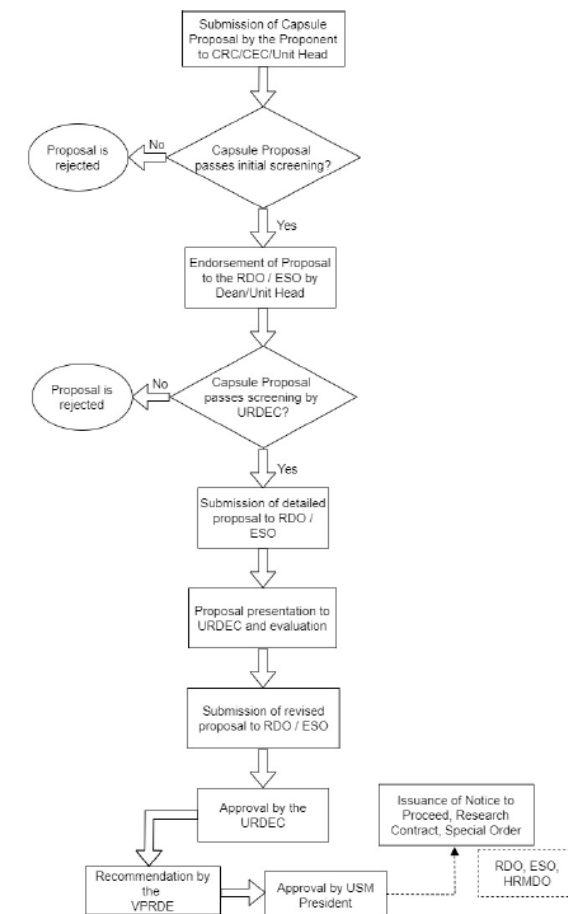 Submission of Capsule
Proposal by the Proponent
to CRC/CEC/Unit Head
No
Proposal is
rejected
Capsule Proposal
passes initial screening?
Yes
Endorsement of Proposal
to the RDO / ESO by
Dean/Unit Head
No
Proposal is
rejected
Capsule Proposal
passes screening by
URDEC?
Yes
Submission of detailed
proposal to RDO /
ESO
Proposal presentation to
URDEC and evaluation
Submission of revised
proposal to RDO / ESO
Approval by the
URDEC
Issuance of Notice to
Proceed, Research
Contract, Special Order
RDO, ESO,
HRMDO
Recommendation by
the
VPRDE
Approval by USM
President